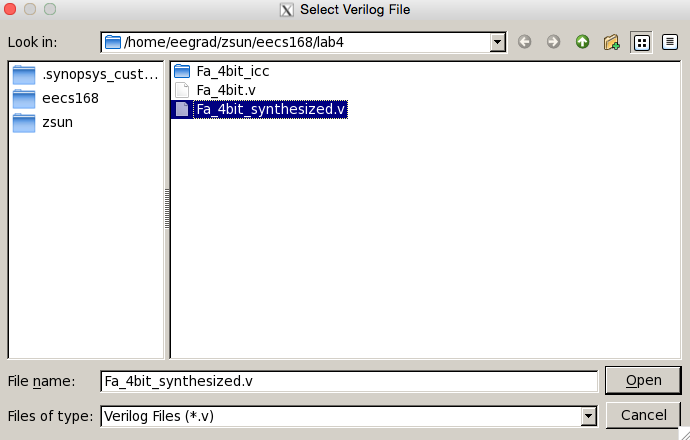 Select Verilog File
Look in: /home/eegrad/zsun/eecs168/lab4
.synopsys_cust...
eecs168
zsun
Fa_4bit_icc
Fa_4bit.v
Fa_4bit_synthesized.v
File name: Fa_4bit_synthesized.v
Open
Files of type: Verilog Files (*.v)
Cancel